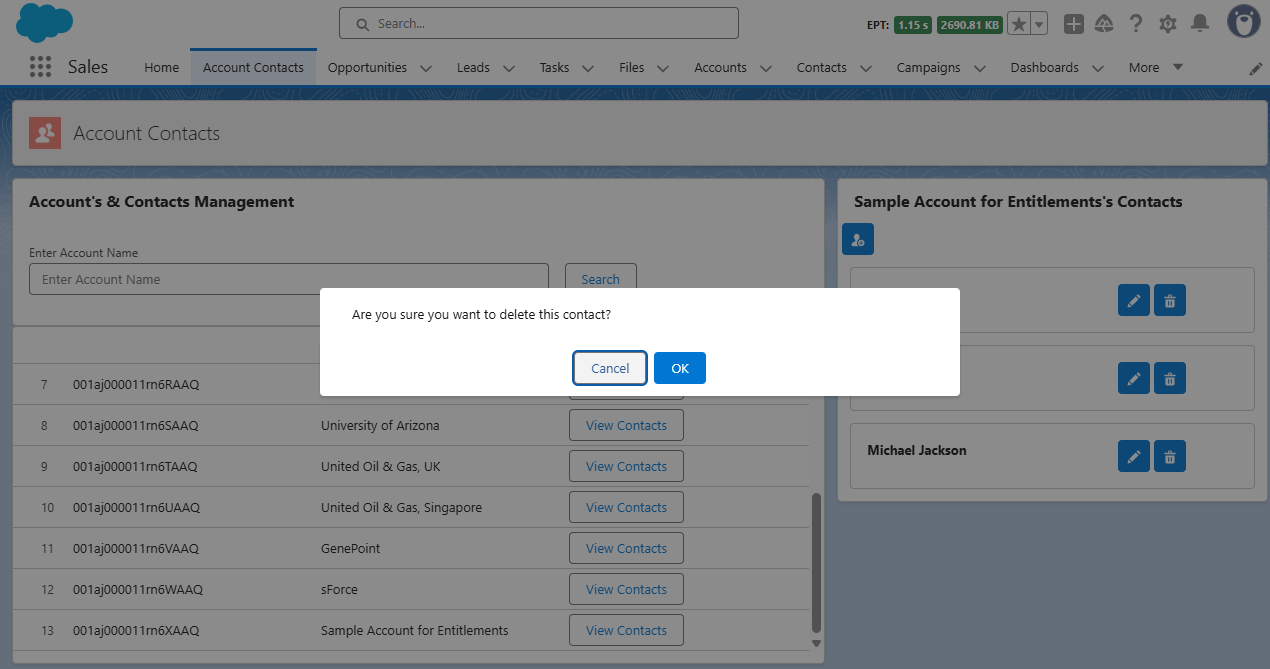 Search...
EPT: 1.15 s 2690.81 KB
Sales Home Account Contacts Opportunities Leads Tasks Files Accounts Contacts Campaigns Dashboards More
Account Contacts
Account's & Contacts Management
Enter Account Name
Enter Account Name Search
Sample Account for Entitlements's Contacts
Michael Jackson
Are you sure you want to delete this contact?
Cancel OK
7 001aj000011rn6RAAQ
8 001aj000011rn6SAAQ University of Arizona View Contacts
9 001aj000011rn6TAAQ United Oil & Gas, UK View Contacts
10 001aj000011rn6UAAQ United Oil & Gas, Singapore View Contacts
11 001aj000011rn6VAAQ GenePoint View Contacts
12 001aj000011rn6WAAQ sForce View Contacts
13 001aj000011rn6XAAQ Sample Account for Entitlements View Contacts